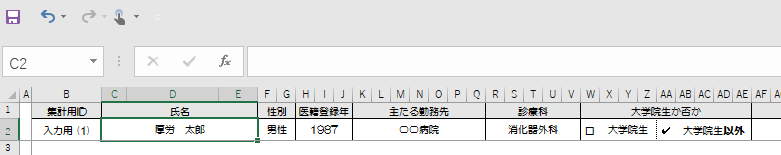 C2
A B C D E F G H I J K L M N O P Q R S T U V W X Y Z AA AB AC AD AE AF
1 集計用ID 氏名 性別 医籍登録年 主たる勤務先 診療科 大学院生か否か
2 入力用（1） 厚労　太郎 男性 1987 〇〇病院 消化器外科 □ 大学院生 ✔ 大学院生以外
3